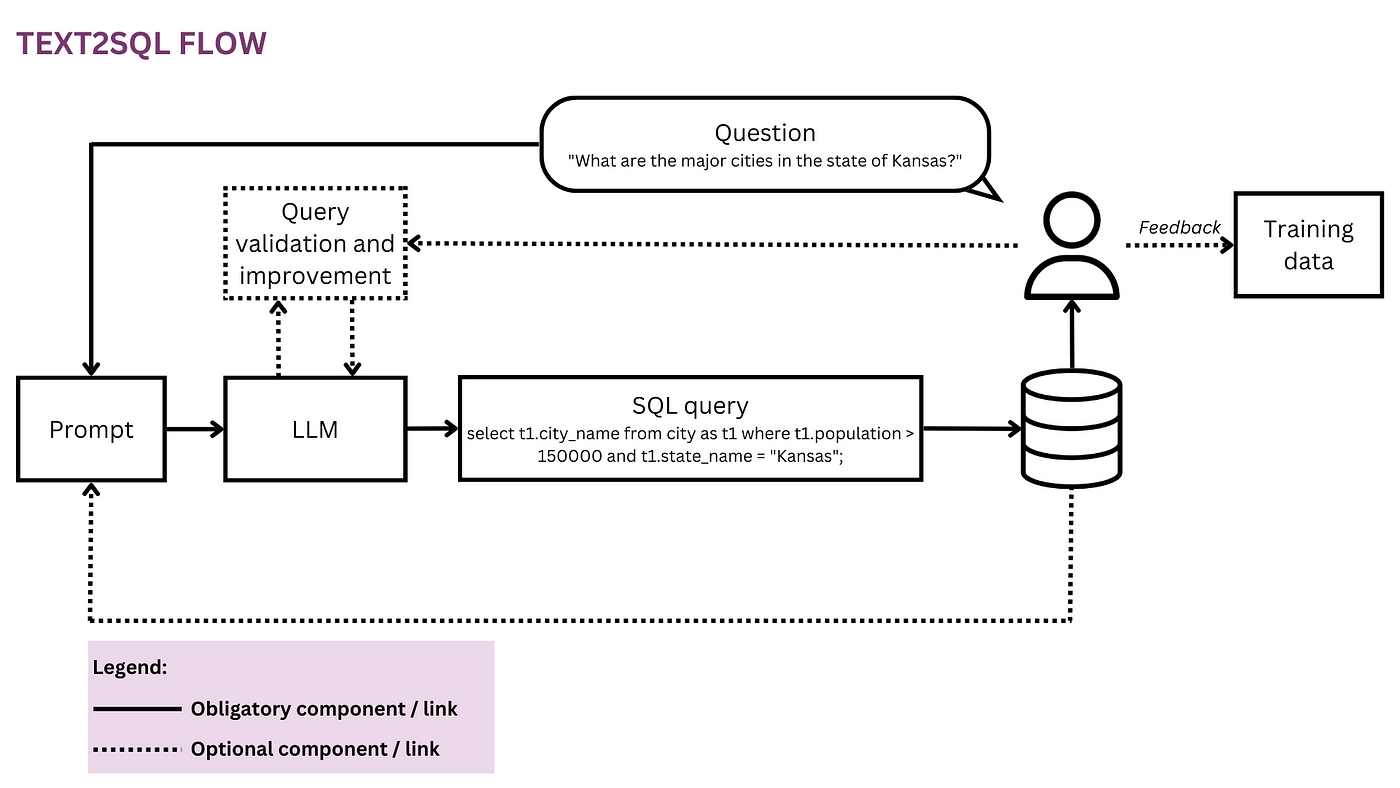 TEXT2SQL FLOW
Question
"What are the major cities in the state of Kansas?"
Query
validation and
improvement
Feedback
Training
data
Prompt
LLM
SQL query
select t1.city_name from city as t1 where t1.population >
150000 and t1.state_name = "Kansas";
Legend:
Obligatory component / link
Optional component / link